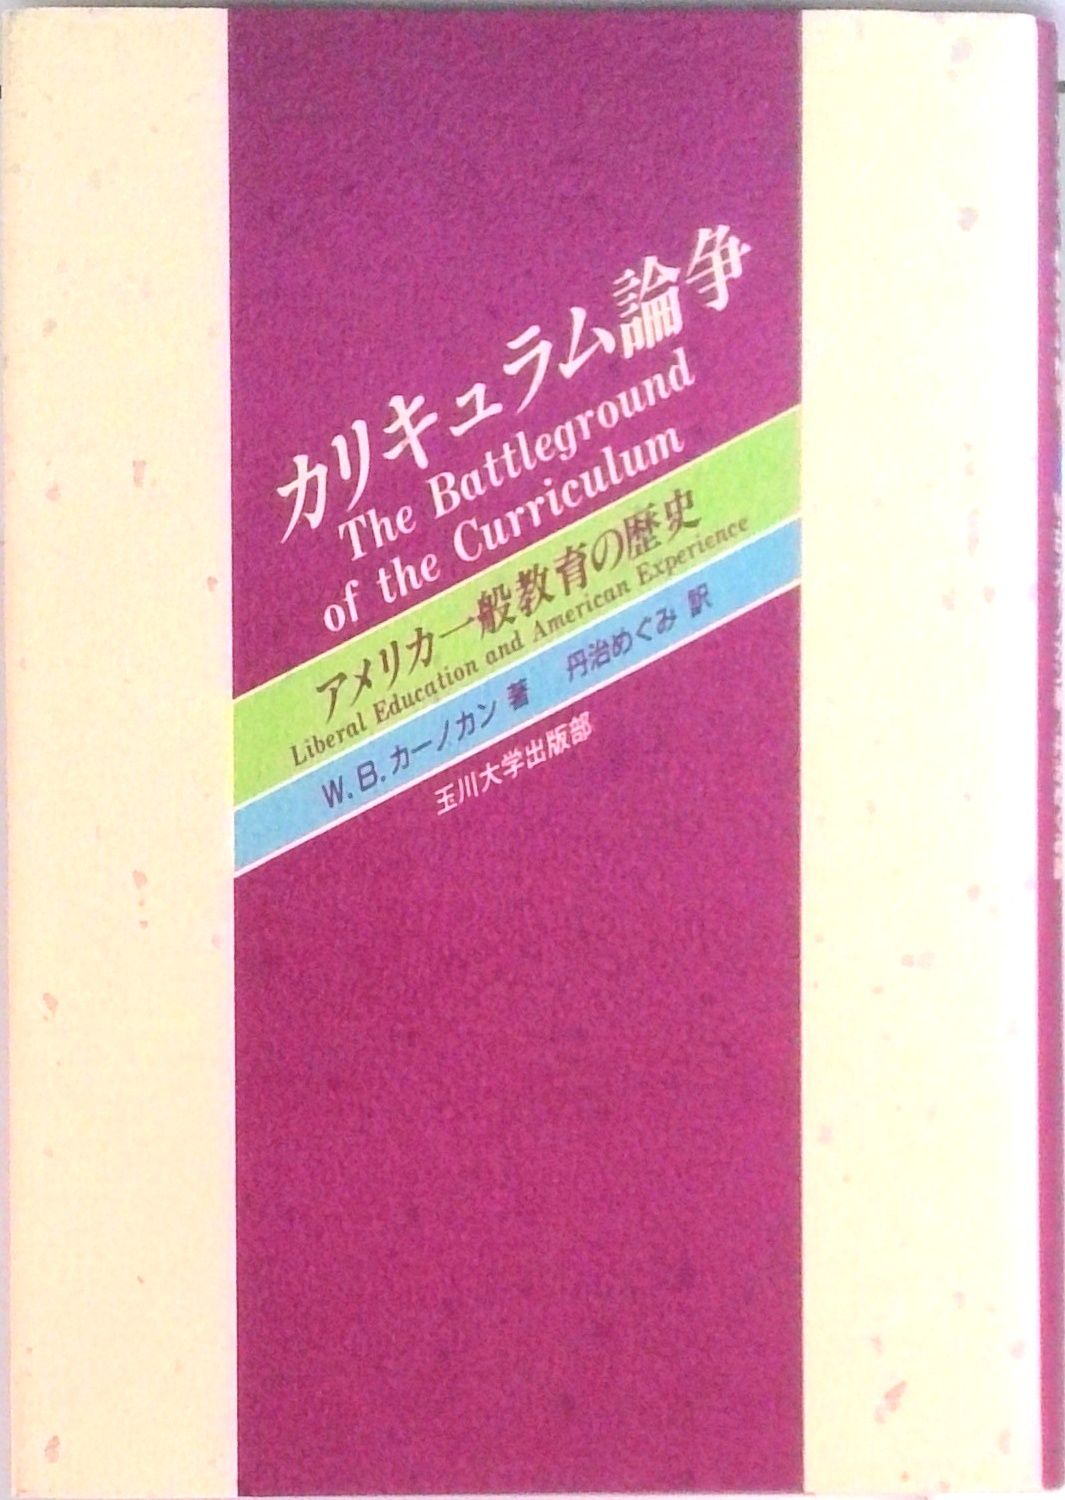 カリキュラム論争
The Battleground
of the Curriculum
アメリカ一般教育の歴史
Liberal Education and American Experience
W.B.カーノカン 著 丹治めぐみ 訳
玉川大学出版部